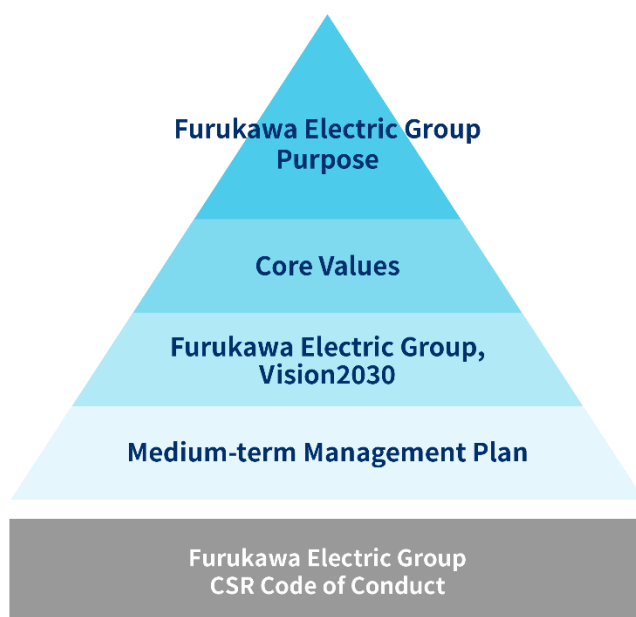 Furukawa Electric Group
Purpose
Core Values
Furukawa Electric Group,
Vision2030
Medium-term Management Plan
Furukawa Electric Group
CSR Code of Conduct